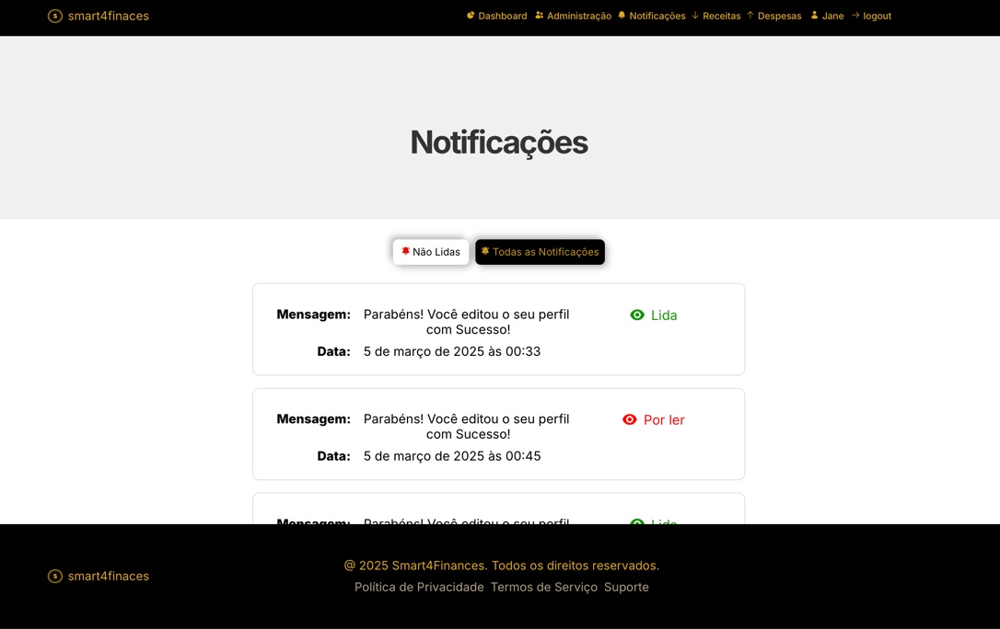 smart4finaces
Dashboard Administração Notificações Receitas Despesas Jane logout
Notificações
Não Lidas Todas as Notificações
Mensagem: Parabéns! Você editou o seu perfil Lida
com Sucesso!
Data: 5 de março de 2025 às 00:33
Mensagem: Parabéns! Você editou o seu perfil Por ler
com Sucesso!
Data: 5 de março de 2025 às 00:45
Mensagem: Parabéns! Você editou o seu perfil Lida
@ 2025 Smart4Finances. Todos os direitos reservados.
smart4finaces
Política de Privacidade Termos de Serviço Suporte